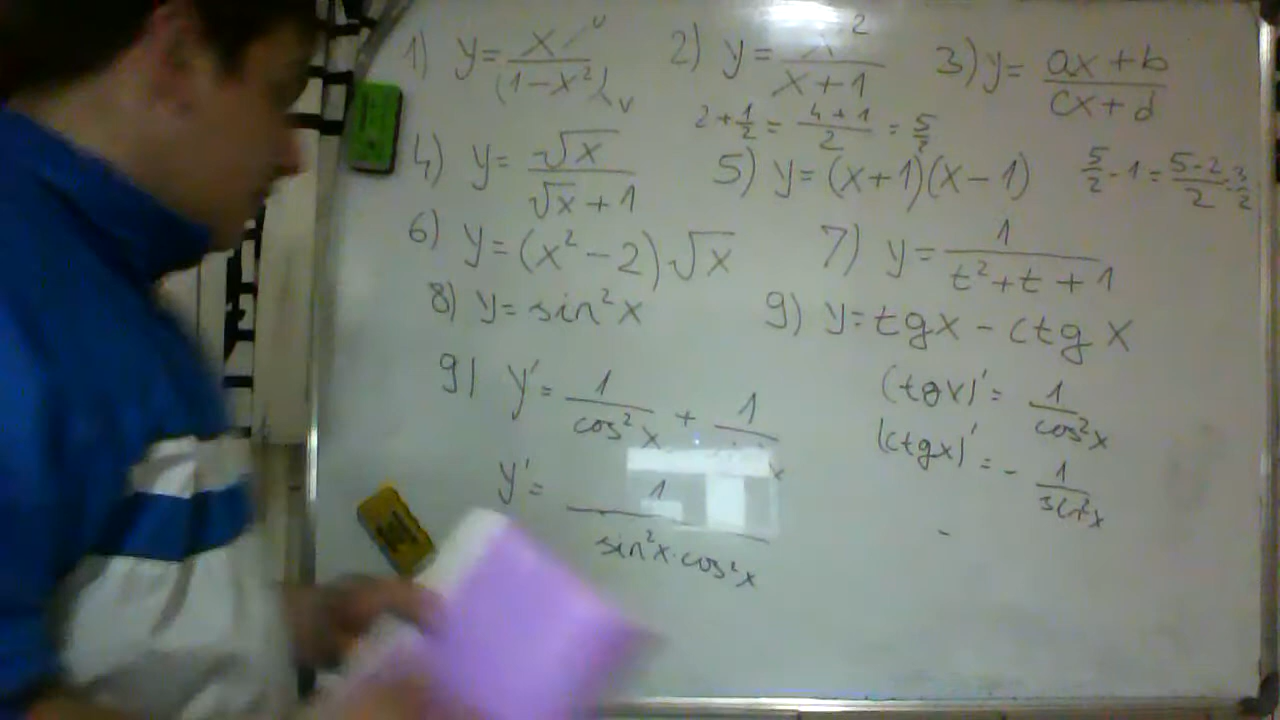 1) y = x / (1 - x²) u v 2) y = x² / x + 1 3) y = ax + b / cx + d
2 + 1/2 = 4 + 1 / 2 = 5/2
4) y = √x / √x + 1 5) y = (x + 1)(x - 1) 5/2 - 1 = 5 - 2 / 2 = 3/2
6) y = (x² - 2)√x 7) y = 1 / t² + t + 1
8) y = sin²x 9) y = tgx - ctgx
9) y' = 1 / cos²x + 1 / x (tgx)' = 1 / cos²x
(ctgx)' = - 1 / sin²x
y' = 1 / sin²x · cos²x